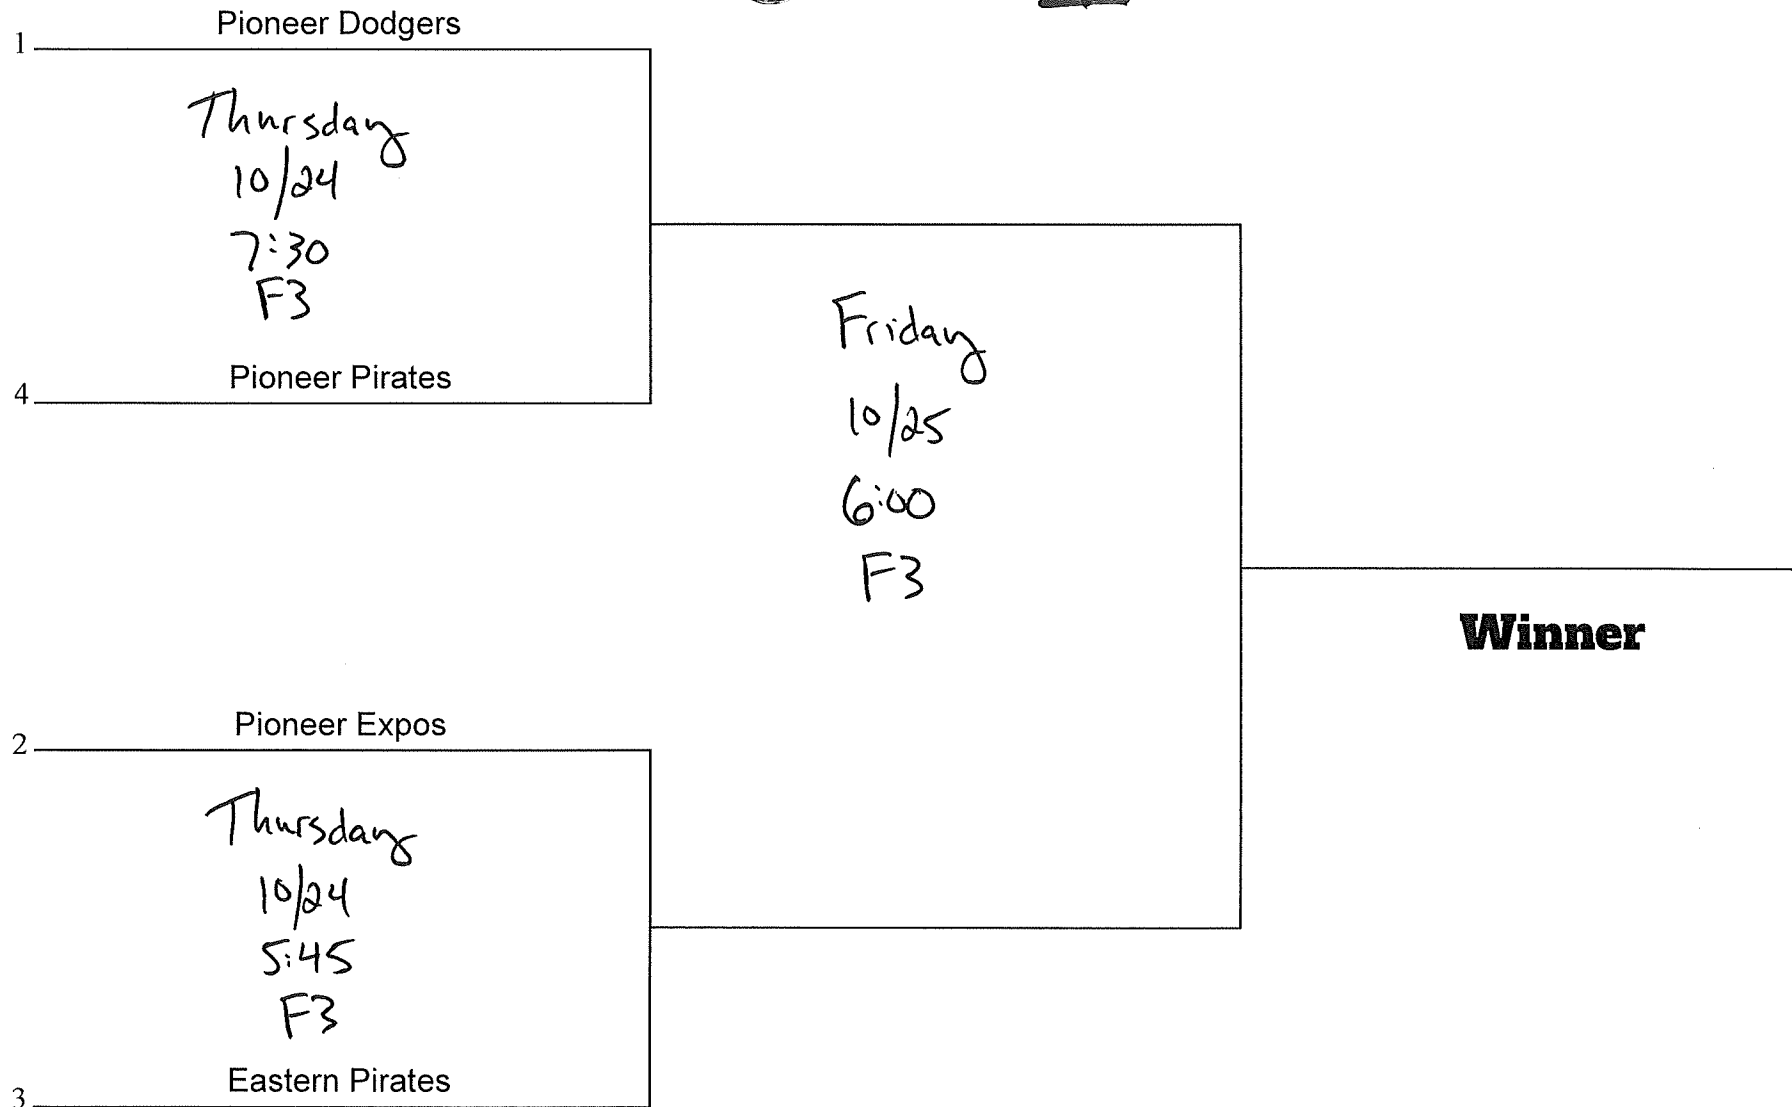 Pioneer Dodgers
1
Thursday
10/24
7:30
F3
Pioneer Pirates
4
Friday
10/25
6:00
F3
Winner
Pioneer Expos
2
Thursday
10/24
5:45
F3
Eastern Pirates
3